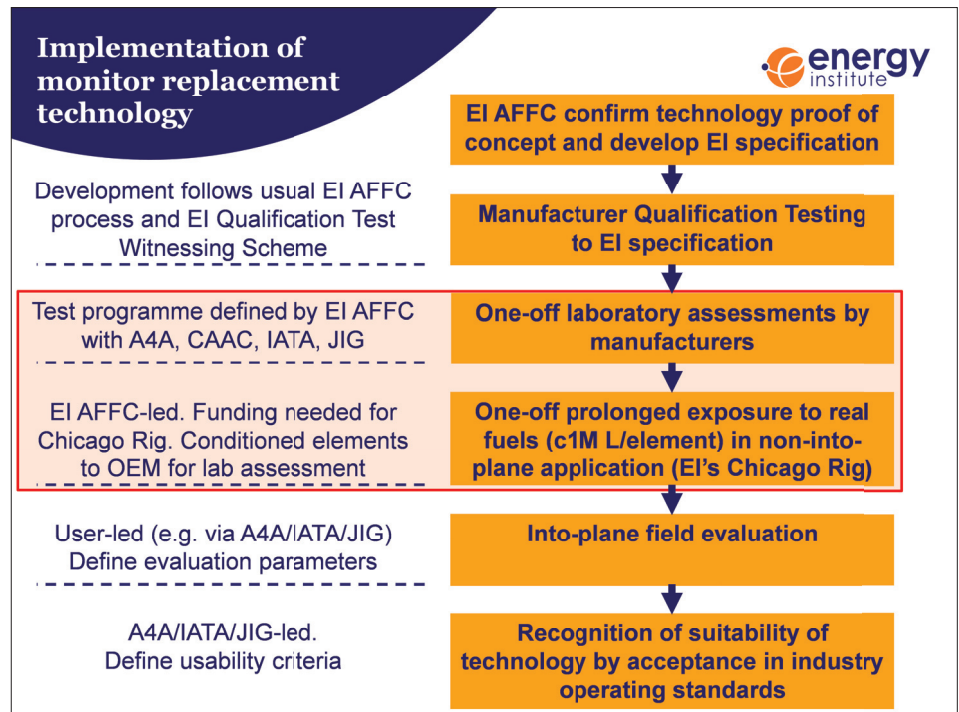 Implementation of
monitor replacement
technology
energy
institute
EI AFFC confirm technology proof of
concept and develop EI specification
Development follows usual EI AFFC
process and EI Qualification Test
Witnessing Scheme
Manufacturer Qualification Testing
to EI specification
Test programme defined by EI AFFC
with A4A, CAAC, IATA, JIG
One-off laboratory assessments by
manufacturers
EI AFFC-led. Funding needed for
Chicago Rig. Conditioned elements
to OEM for lab assessment
One-off prolonged exposure to real
fuels (c1M L/element) in non-into-
plane application (EI's Chicago Rig)
User-led (e.g. via A4A/IATA/JIG)
Define evaluation parameters
Into-plane field evaluation
A4A/IATA/JIG-led.
Define usability criteria
Recognition of suitability of
technology by acceptance in industry
operating standards